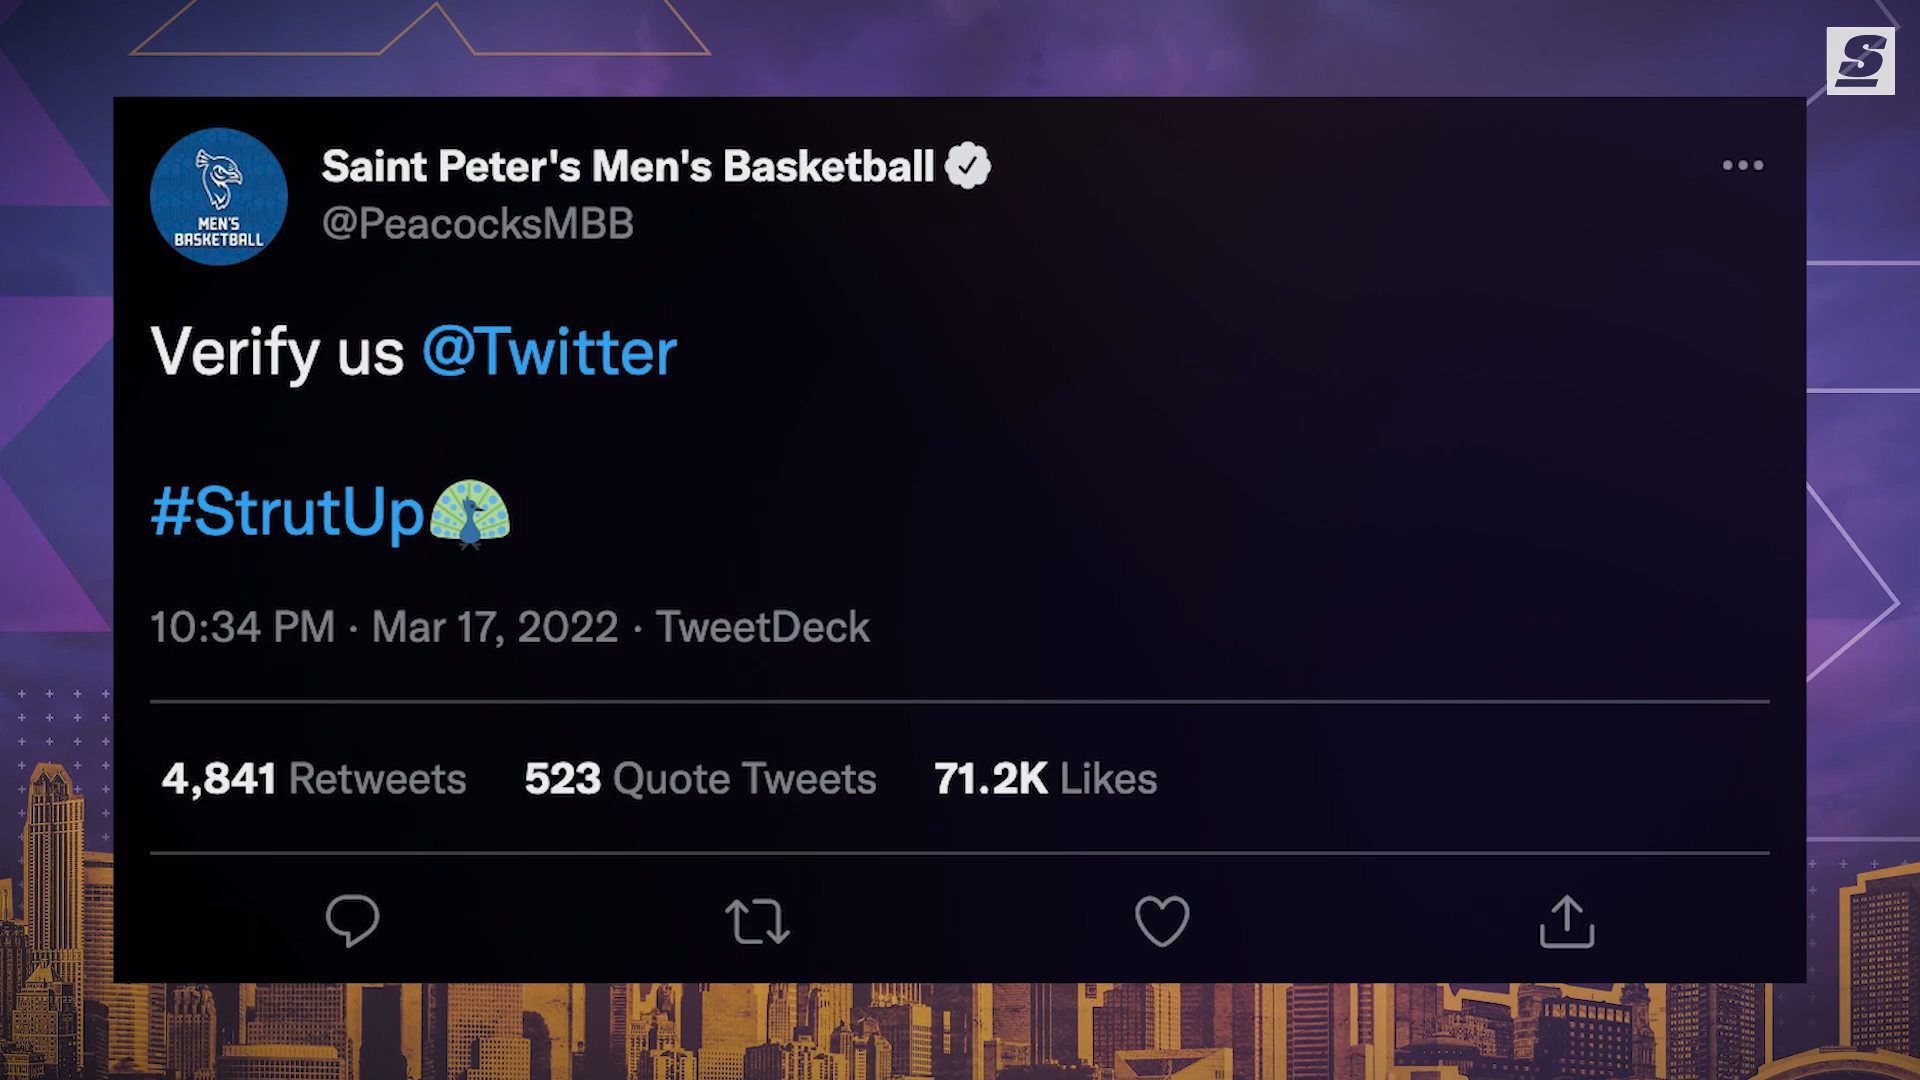 S
MEN'S
BASKETBALL
Saint Peter's Men's Basketball
@PeacocksMBB
Verify us @Twitter
#StrutUp🦚
10:34 PM · Mar 17, 2022 · TweetDeck
4,841 Retweets 523 Quote Tweets 71.2K Likes